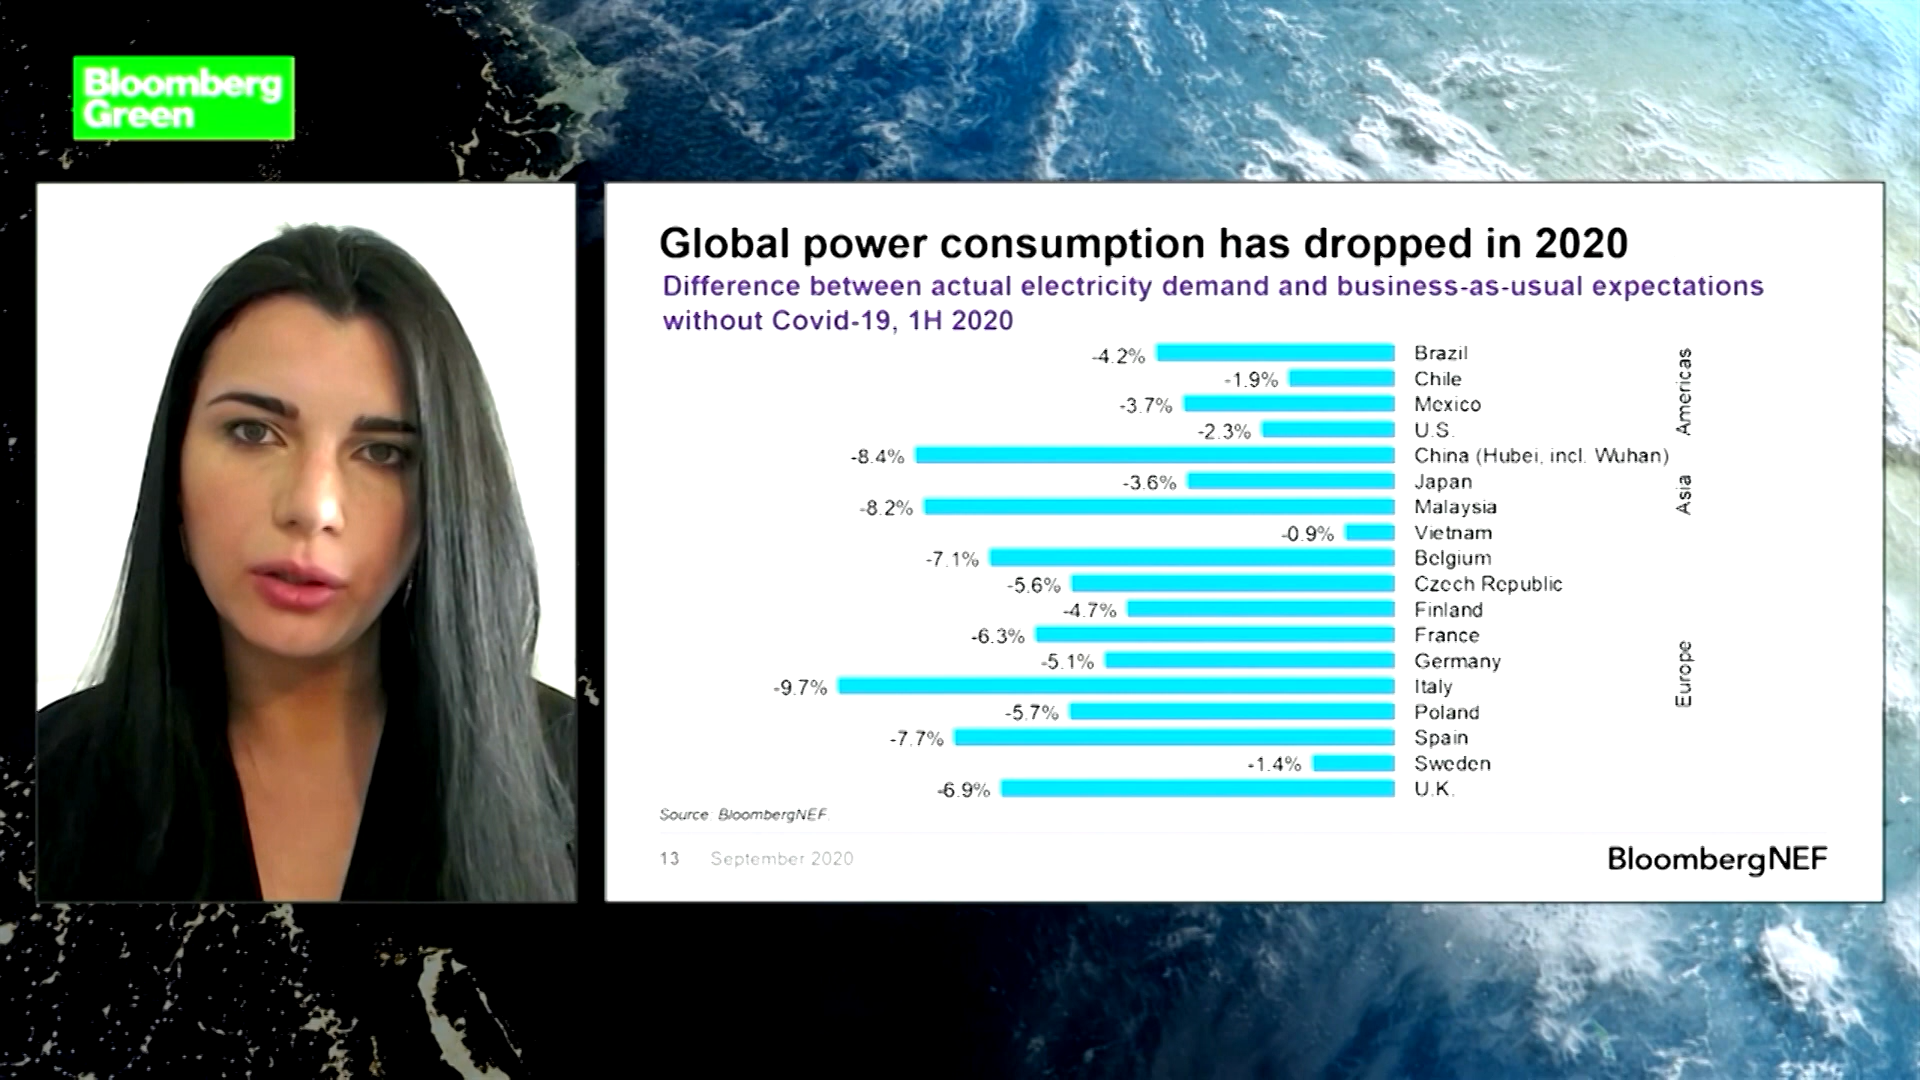 Bloomberg
Green
Global power consumption has dropped in 2020
Difference between actual electricity demand and business-as-usual expectations
without Covid-19, 1H 2020
-4.2% Brazil
-1.9% Chile
-3.7% Mexico
-2.3% U.S.
Americas
-8.4% China (Hubei, incl. Wuhan)
-3.6% Japan
-8.2% Malaysia
-0.9% Vietnam
Asia
-7.1% Belgium
-5.6% Czech Republic
-4.7% Finland
-6.3% France
-5.1% Germany
-9.7% Italy
-5.7% Poland
-7.7% Spain
-1.4% Sweden
-6.9% U.K.
Europe
Source: BloombergNEF.
13 September 2020
BloombergNEF